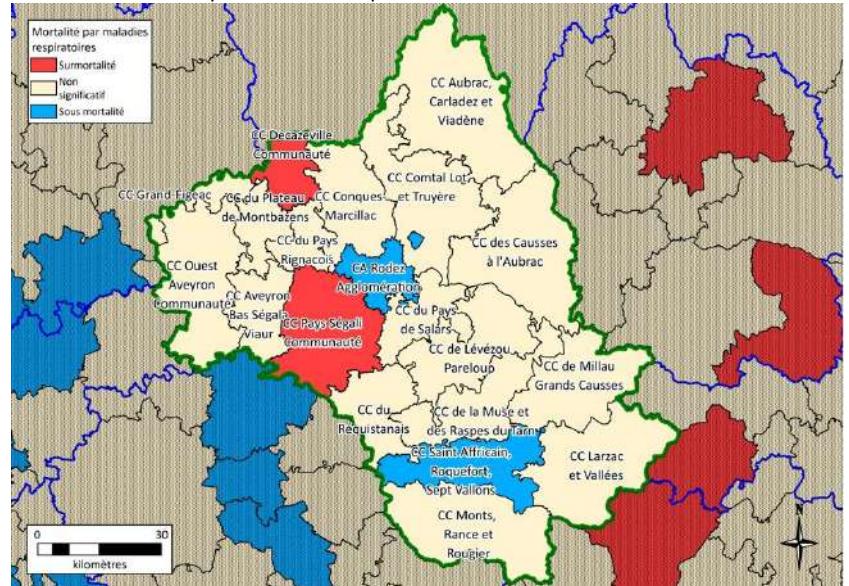 Mortalité par maladies
respiratoires
Surmortalité
Non
significatif
Sous mortalité
CC Aubrac,
Carladez et
Viadène
CC Decazeville
Communauté
CC Comtal Lot
et Truyère
CC Grand-Figeac
CC du Plateau
de Montbazens
CC Conques-
Marcillac
CC du Pays
Rignacois
CC des Causses
à l'Aubrac
CC Ouest
Aveyron
Communauté
CA Rodez
Agglomération
CC Aveyron
Bas Ségala
Viaur
CC Pays Ségali
Communauté
CC du Pays
de Salars
CC de Lévézou
Pareloup
CC de Millau
Grands Causses
CC du
Réquistanais
CC de la Muse et
des Raspes du Tarn
CC Saint Affricain,
Roquefort,
Sept Vallons
CC Larzac
et Vallées
CC Monts,
Rance et
Rougier
0 30
kilomètres
N